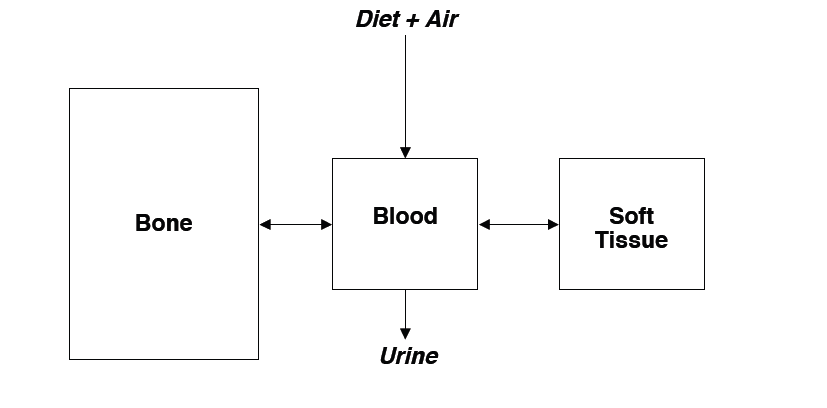 Diet + Air
Bone
Blood
Soft
Tissue
Urine